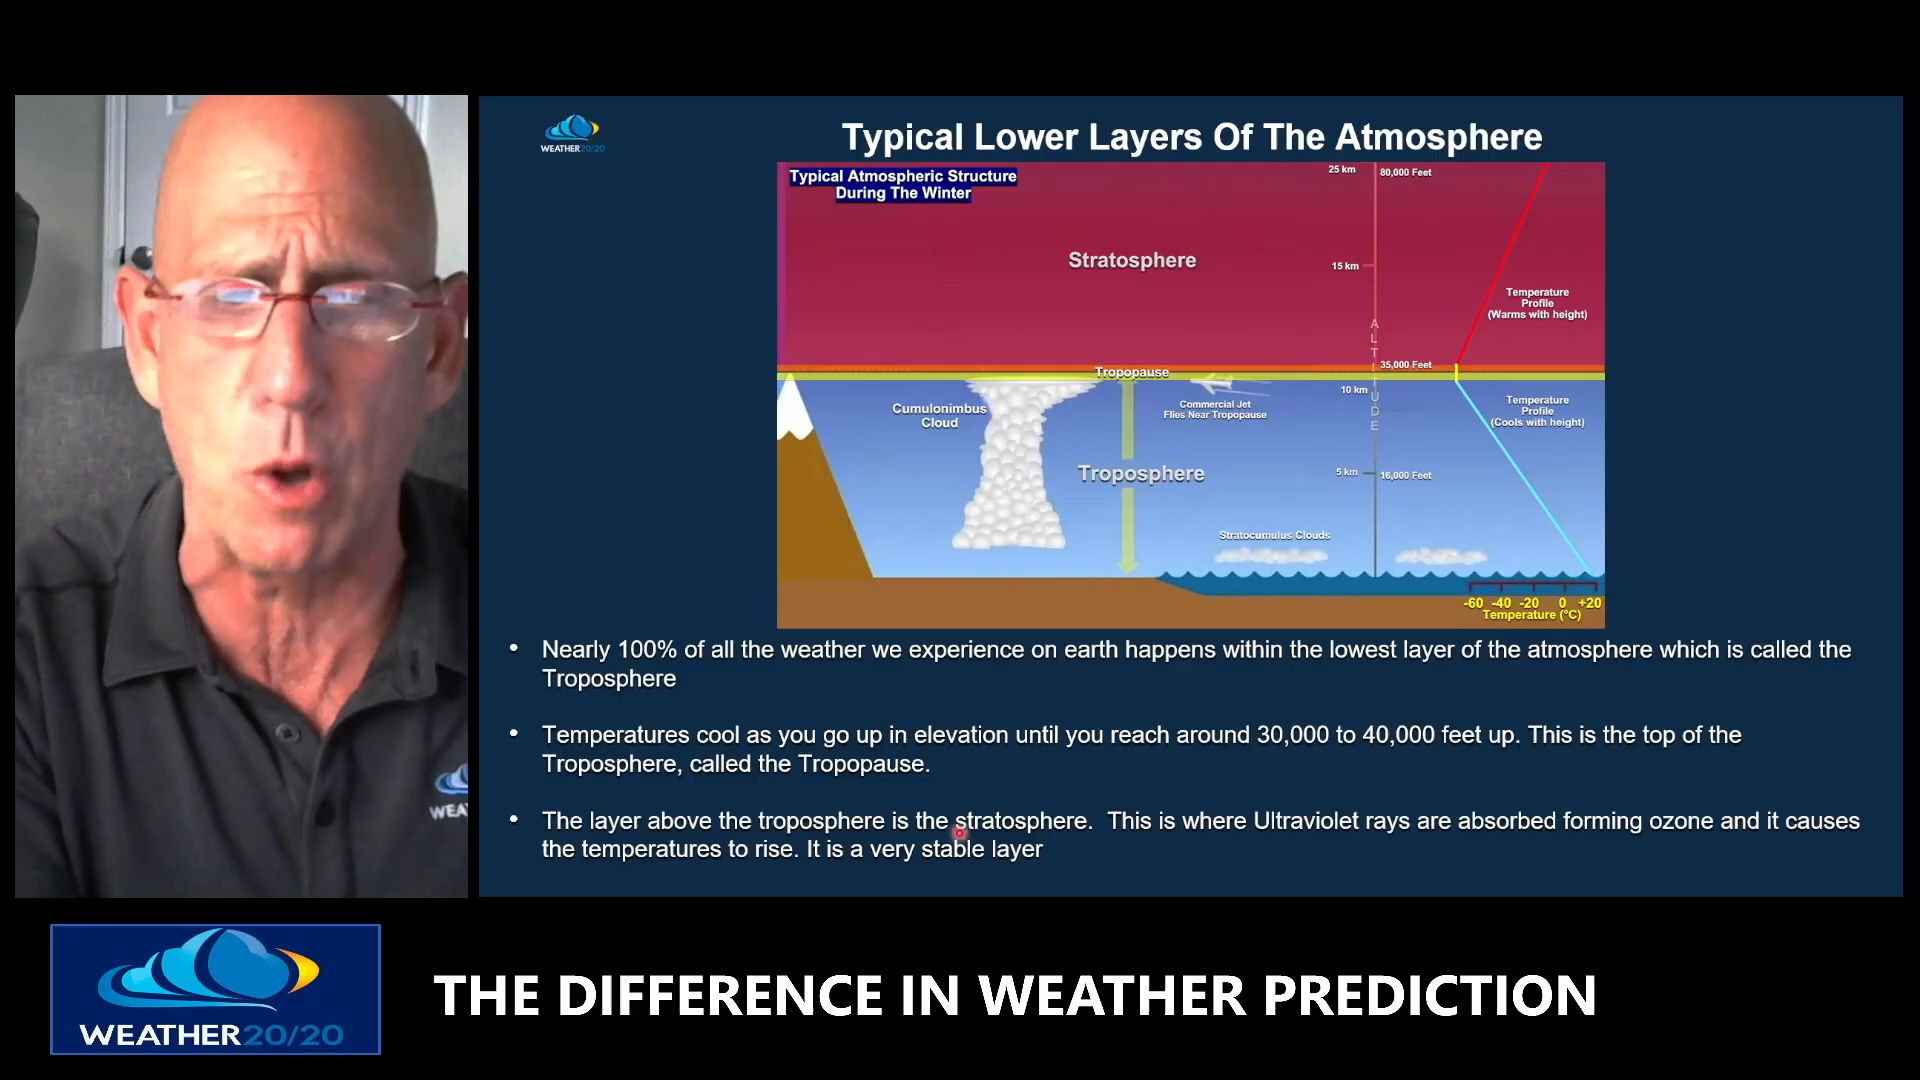 WEATHER20/20
Typical Lower Layers Of The Atmosphere
Typical Atmospheric Structure
During The Winter
25 km
80,000 Feet
Stratosphere
15 km
Temperature
Profile
(Warms with height)
ALTITUDE
35,000 Feet
Tropopause
10 km
Cumulonimbus
Cloud
Commercial Jet
Flies Near Tropopause
Temperature
Profile
(Cools with height)
Troposphere
5 km
16,000 Feet
Stratocumulus Clouds
-60 -40 -20 0 +20
Temperature (°C)
• Nearly 100% of all the weather we experience on earth happens within the lowest layer of the atmosphere which is called the
Troposphere
• Temperatures cool as you go up in elevation until you reach around 30,000 to 40,000 feet up. This is the top of the
Troposphere, called the Tropopause.
• The layer above the troposphere is the stratosphere. This is where Ultraviolet rays are absorbed forming ozone and it causes
the temperatures to rise. It is a very stable layer
WEA
WEATHER20/20
THE DIFFERENCE IN WEATHER PREDICTION